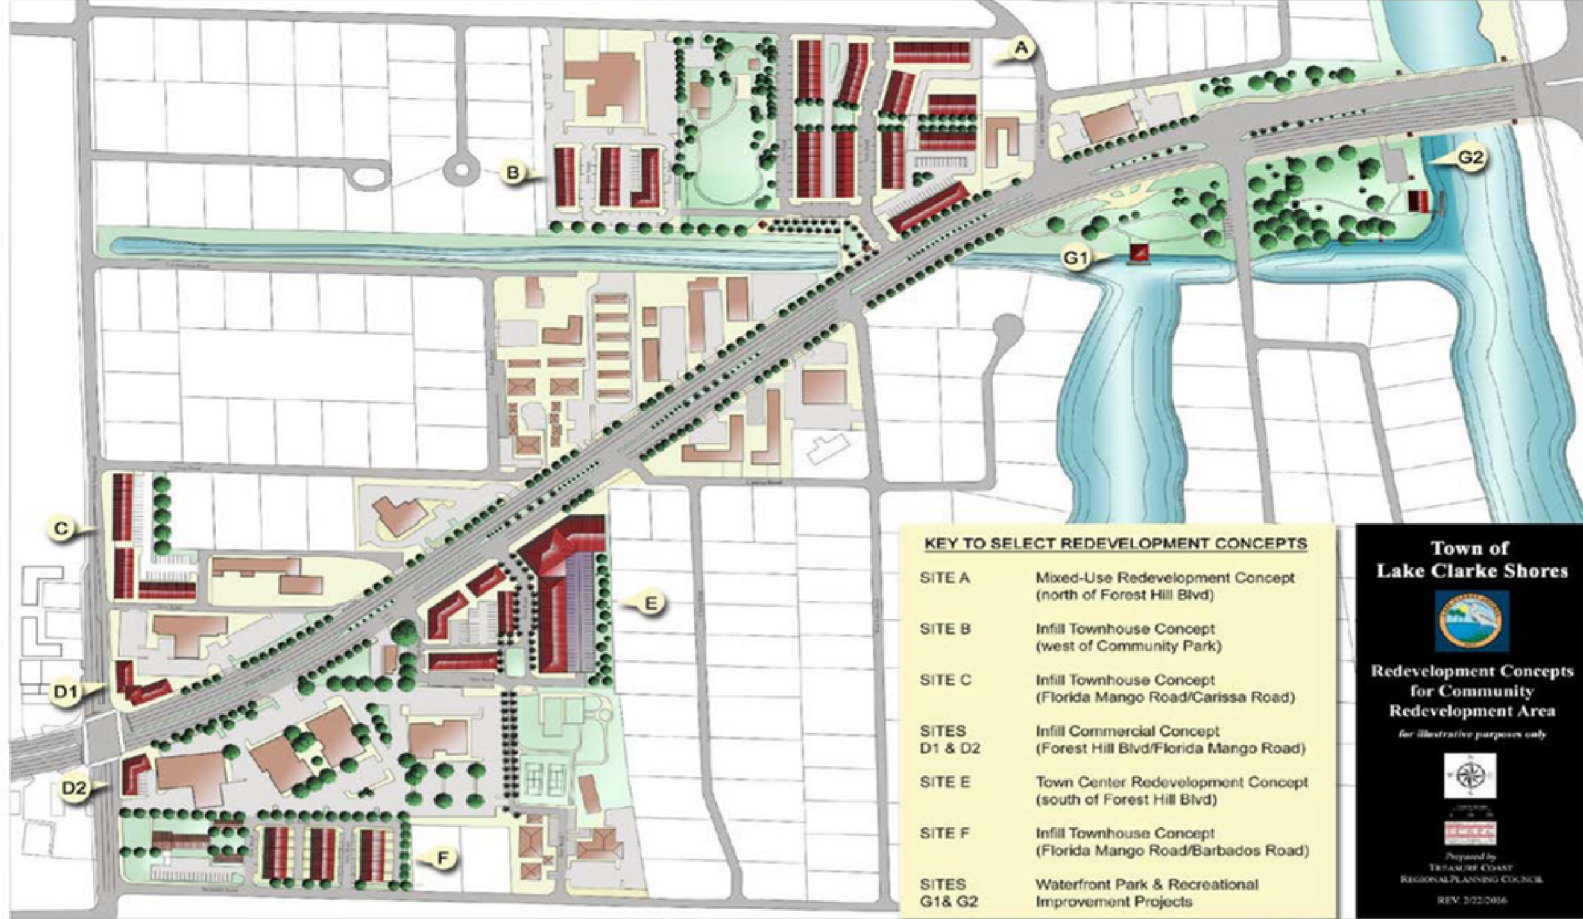 A
B
G2
G1
C
E
D1
D2
F
KEY TO SELECT REDEVELOPMENT CONCEPTS
SITE A Mixed-Use Redevelopment Concept
(north of Forest Hill Blvd)
SITE B Infill Townhouse Concept
(west of Community Park)
SITE C Infill Townhouse Concept
(Florida Mango Road/Carissa Road)
SITES Infill Commercial Concept
D1 & D2 (Forest Hill Blvd/Florida Mango Road)
SITE E Town Center Redevelopment Concept
(south of Forest Hill Blvd)
SITE F Infill Townhouse Concept
(Florida Mango Road/Barbados Road)
SITES Waterfront Park & Recreational
G1& G2 Improvement Projects
Town of
Lake Clarke Shores
Redevelopment Concepts
for Community
Redevelopment Area
for illustrative purposes only
Prepared by
TREASURE COAST
REGIONAL PLANNING COUNCIL
REV. 2/22/2016